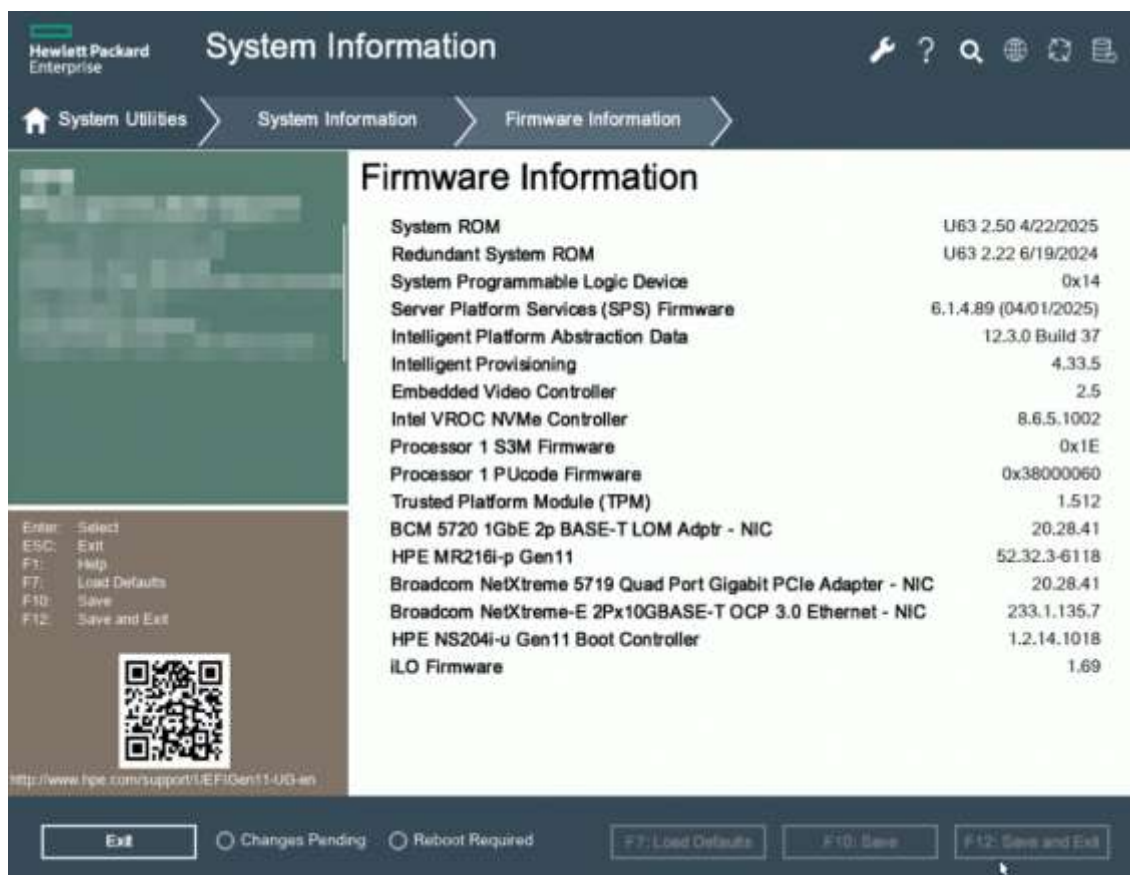 Hewlett Packard
Enterprise
System Information
System Utilities
System Information
Firmware Information
Firmware Information
System ROM U63 2.50 4/22/2025
Redundant System ROM U63 2.22 6/19/2024
System Programmable Logic Device 0x14
Server Platform Services (SPS) Firmware 6.1.4.89 (04/01/2025)
Intelligent Platform Abstraction Data 12.3.0 Build 37
Intelligent Provisioning 4.33.5
Embedded Video Controller 2.5
Intel VROC NVMe Controller 8.6.5.1002
Processor 1 S3M Firmware 0x1E
Processor 1 PUcode Firmware 0x38000060
Trusted Platform Module (TPM) 1.512
BCM 5720 1GbE 2p BASE-T LOM Adptr - NIC 20.28.41
HPE MR216i-p Gen11 52.32.3-6118
Broadcom NetXtreme 5719 Quad Port Gigabit PCIe Adapter - NIC 20.28.41
Broadcom NetXtreme-E 2Px10GBASE-T OCP 3.0 Ethernet - NIC 233.1.135.7
HPE NS204i-u Gen11 Boot Controller 1.2.14.1018
iLO Firmware 1.69
Enter: Select
ESC: Exit
F1: Help
F7: Load Defaults
F10: Save
F12: Save and Exit
http://www.hpe.com/support/UEFIGen11-UG-en
Exit
Changes Pending
Reboot Required
F7: Load Defaults
F10: Save
F12: Save and Exit